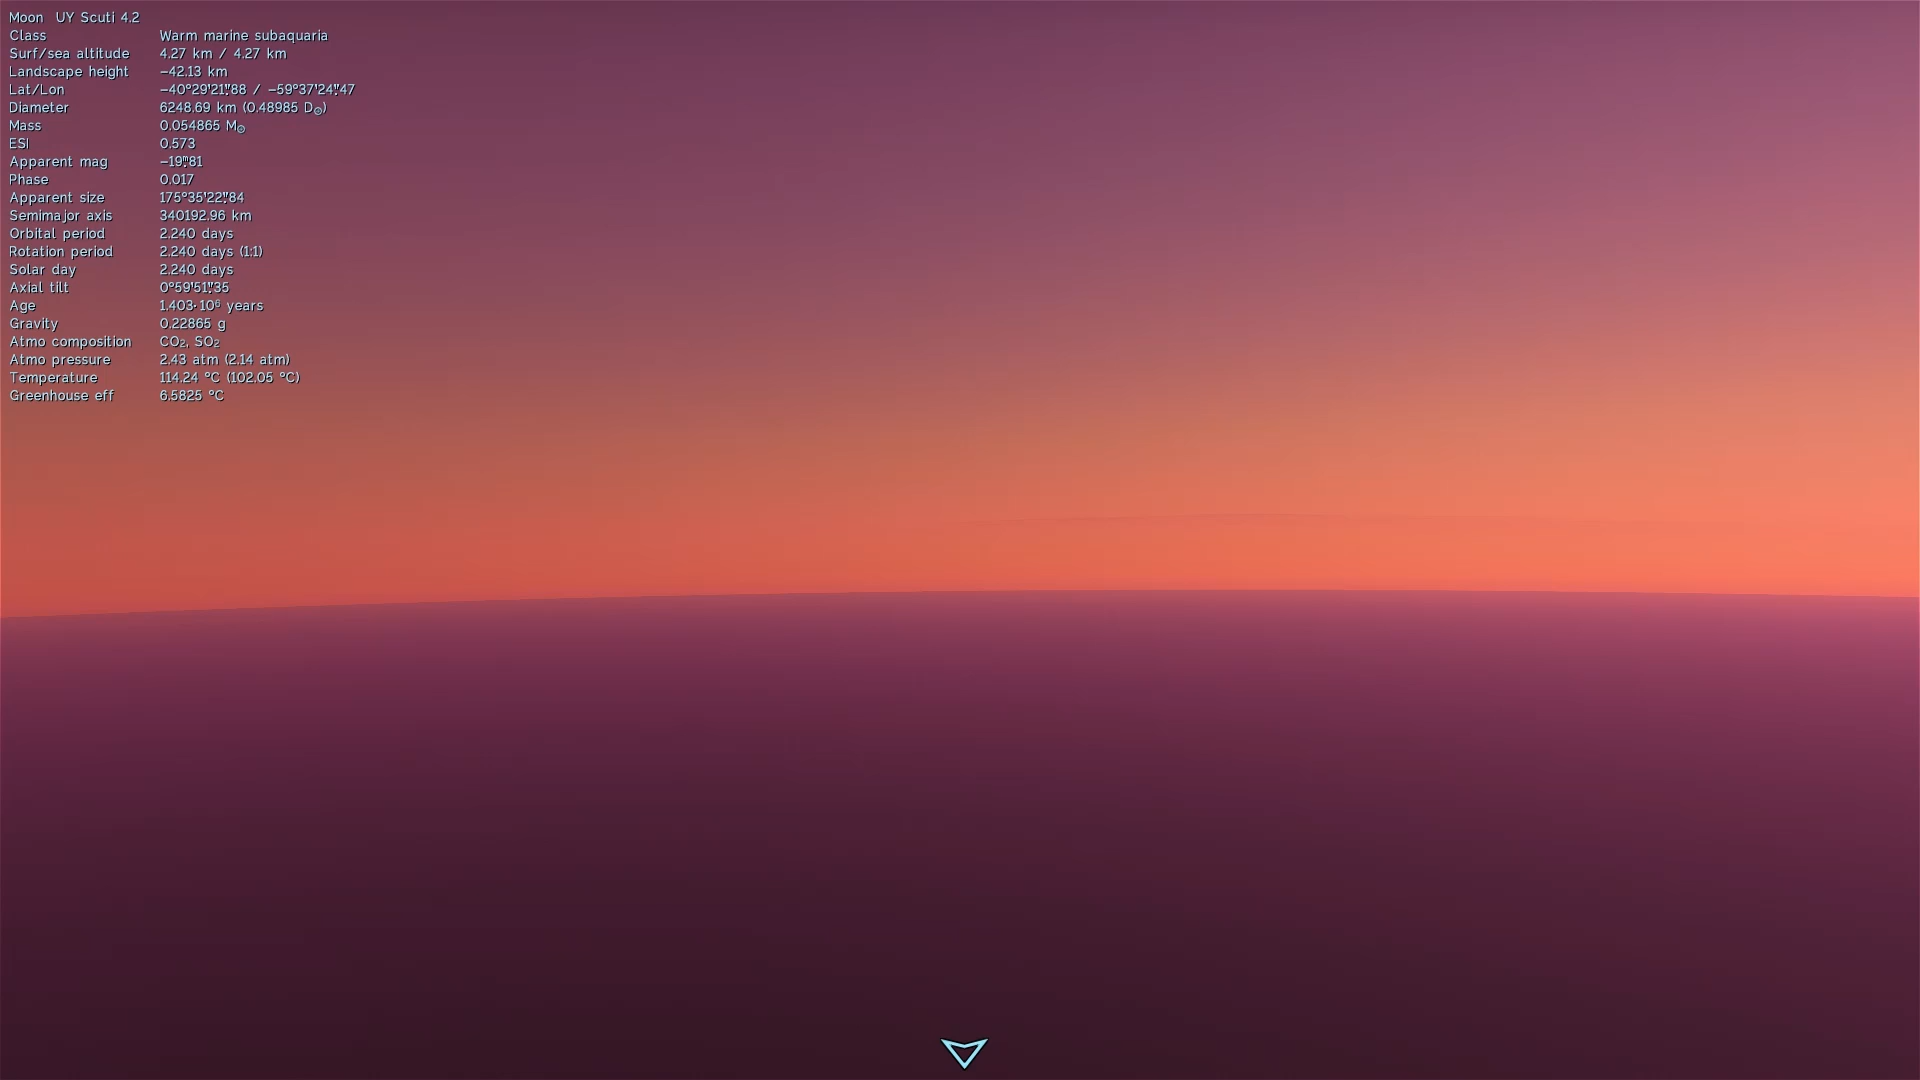 Moon UY Scuti 4.2
Class Warm marine subaquaria
Surf/sea altitude 4.27 km / 4.27 km
Landscape height −42.13 km
Lat/Lon −40°29'21."88 / −59°37'24."47
Diameter 6248.69 km (0.48985 D⊙)
Mass 0.054865 M⊙
ESI 0.573
Apparent mag −19.ᵐ81
Phase 0.017
Apparent size 175°35'22."84
Semimajor axis 340192.96 km
Orbital period 2.240 days
Rotation period 2.240 days (1:1)
Solar day 2.240 days
Axial tilt 0°59'51."35
Age 1.403·10⁶ years
Gravity 0.22865 g
Atmo composition CO₂, SO₂
Atmo pressure 2.43 atm (2.14 atm)
Temperature 114.24 °C (102.05 °C)
Greenhouse eff 6.5825 °C